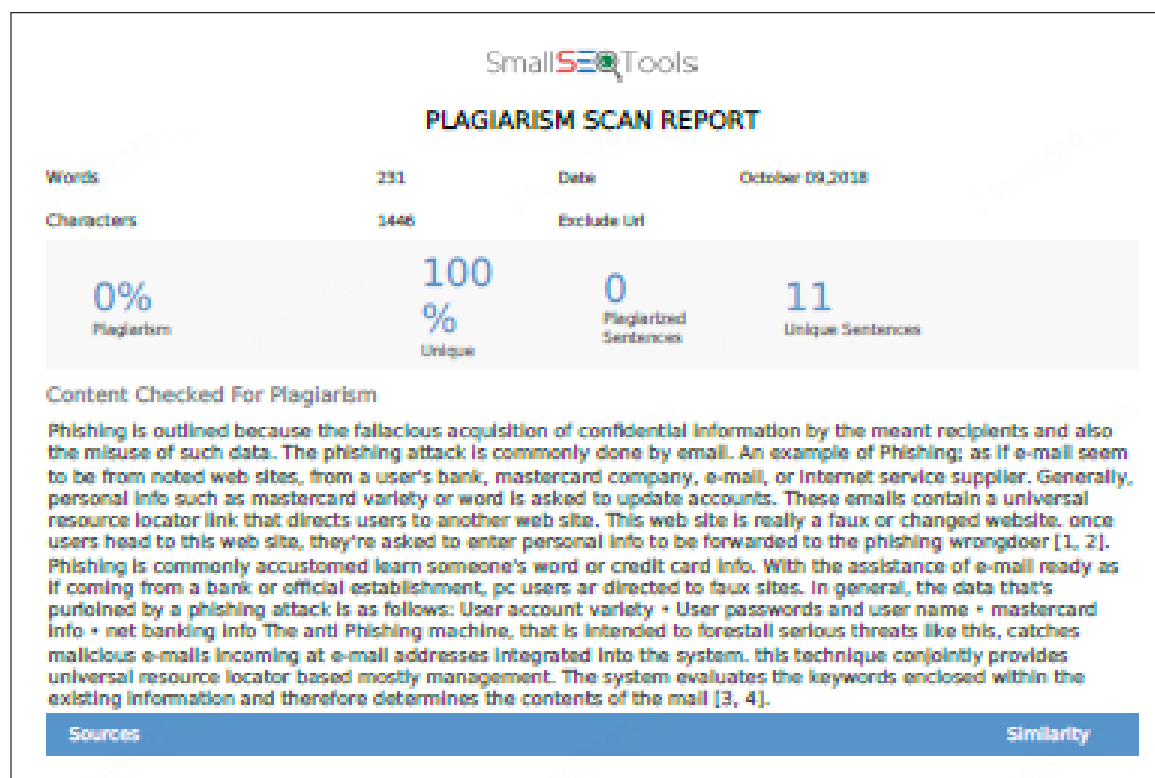 SmallSEOTools
PLAGIARISM SCAN REPORT
Words 231 Date October 09,2018
Characters 1446 Exclude Url
0% 100 % 0 11
Plagiarism Unique Plagiarized Sentences Unique Sentences
Content Checked For Plagiarism
Phishing is outlined because the fallacious acquisition of confidential information by the meant recipients and also
the misuse of such data. The phishing attack is commonly done by email. An example of Phishing; as if e-mail seem
to be from noted web sites, from a user's bank, mastercard company, e-mail, or Internet service supplier. Generally,
personal info such as mastercard variety or word is asked to update accounts. These emails contain a universal
resource locator link that directs users to another web site. This web site is really a faux or changed website. once
users head to this web site, they're asked to enter personal info to be forwarded to the phishing wrongdoer [1, 2].
Phishing is commonly accustomed learn someone's word or credit card info. With the assistance of e-mail ready as
if coming from a bank or official establishment, pc users ar directed to faux sites. In general, the data that's
purloined by a phishing attack is as follows: User account variety • User passwords and user name • mastercard
info • net banking info The anti Phishing machine, that is intended to forestall serious threats like this, catches
malicious e-mails incoming at e-mail addresses integrated into the system. this technique conjointly provides
universal resource locator based mostly management. The system evaluates the keywords enclosed within the
existing information and therefore determines the contents of the mail [3, 4].
Sources Similarity